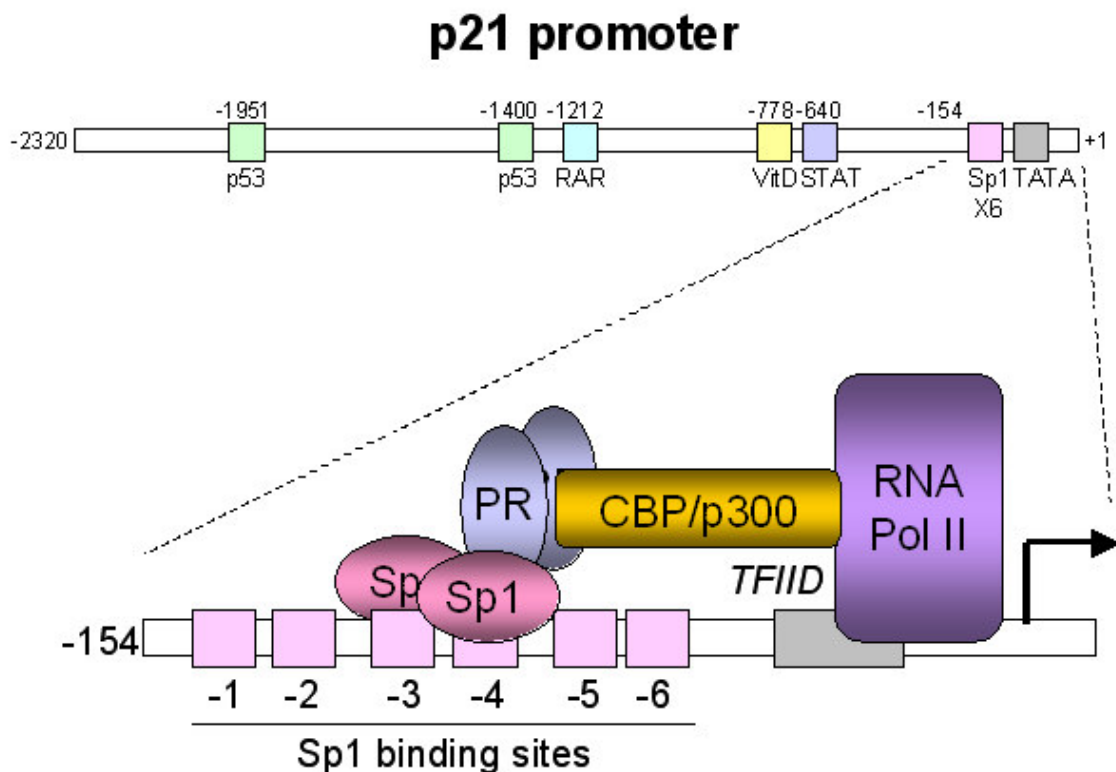 p21 promoter
-1951 -1400 -1212 -778 -640 -154
-2320 +1
p53 p53 RAR VitD STAT Sp1 TATA
X6
RNA
Pol II
CBP/p300
PR
TFIID
Sp Sp1
-154
-1 -2 -3 -4 -5 -6
Sp1 binding sites